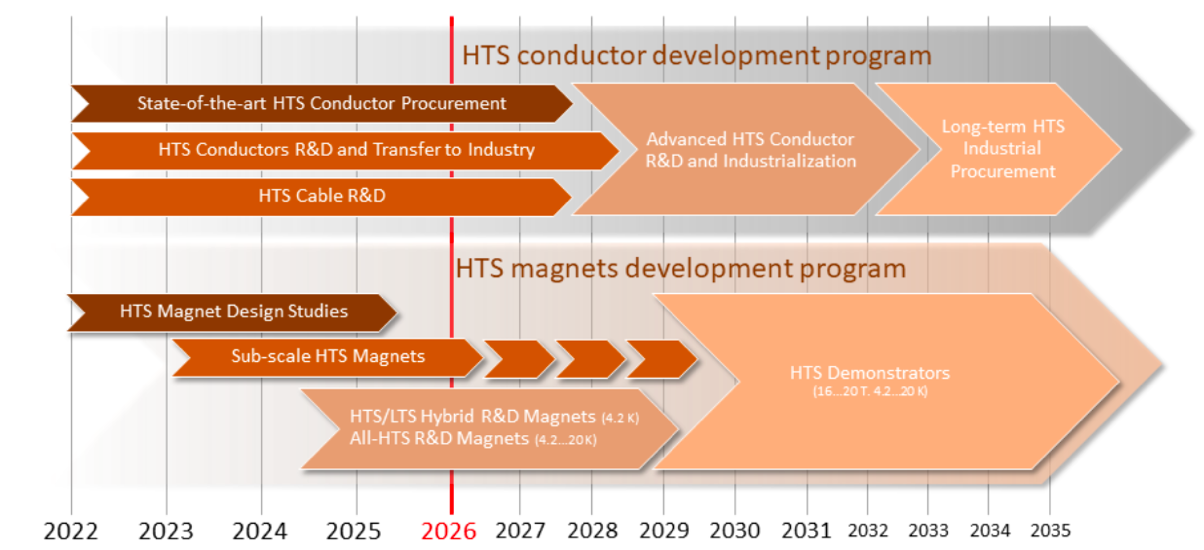 HTS conductor development program
State-of-the-art HTS Conductor Procurement
HTS Conductors R&D and Transfer to Industry
HTS Cable R&D
Advanced HTS Conductor
R&D and Industrialization
Long-term HTS
Industrial
Procurement
HTS magnets development program
HTS Magnet Design Studies
Sub-scale HTS Magnets
HTS/LTS Hybrid R&D Magnets (4.2 K)
All-HTS R&D Magnets (4.2...20K)
HTS Demonstrators
(16...20 T. 4.2...20 K)
2022 2023 2024 2025 2026 2027 2028 2029 2030 2031 2032 2033 2034 2035